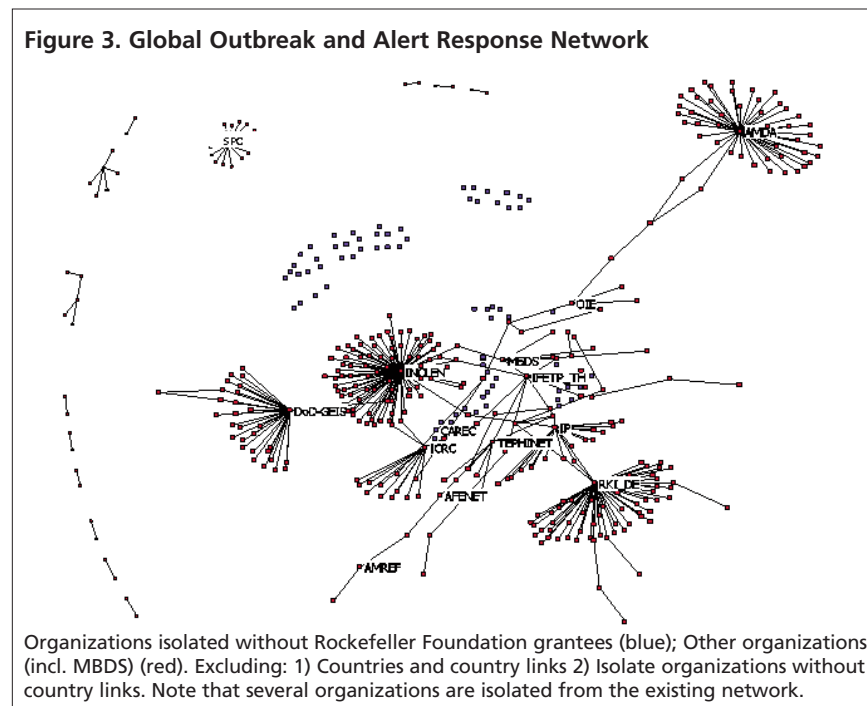 Figure 3. Global Outbreak and Alert Response Network
SPC
AMDA
OIE
MBDS
INCLEN
IFETP_TH
DoD-GEIS
CAREC
IP
TEPHINET
ICRC
RKI_DE
AFENET
AMREF
Organizations isolated without Rockefeller Foundation grantees (blue); Other organizations
(incl. MBDS) (red). Excluding: 1) Countries and country links 2) Isolate organizations without
country links. Note that several organizations are isolated from the existing network.